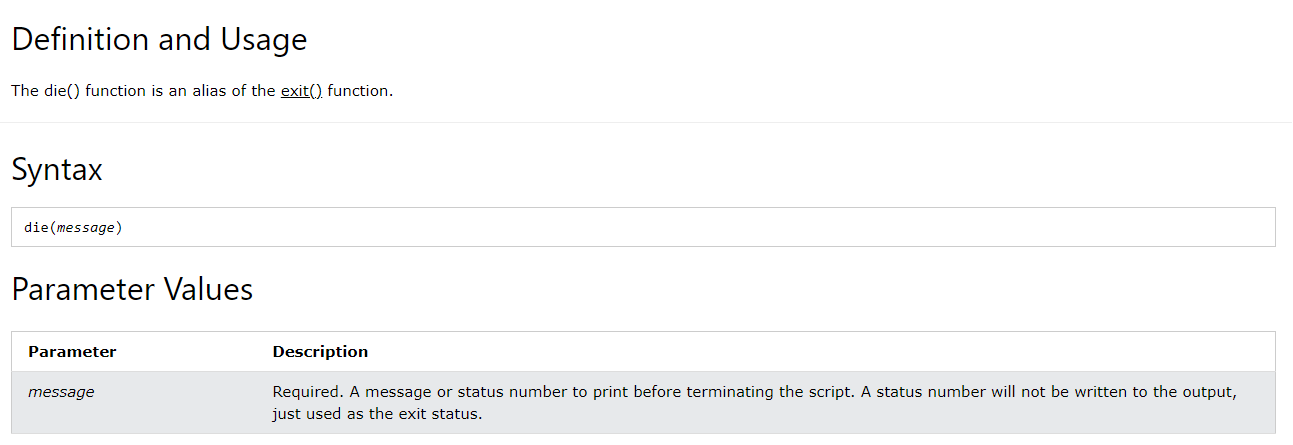 Definition and Usage
The die() function is an alias of the exit() function.
Syntax
die(message)
Parameter Values
Parameter Description
message Required. A message or status number to print before terminating the script. A status number will not be written to the output,
just used as the exit status.